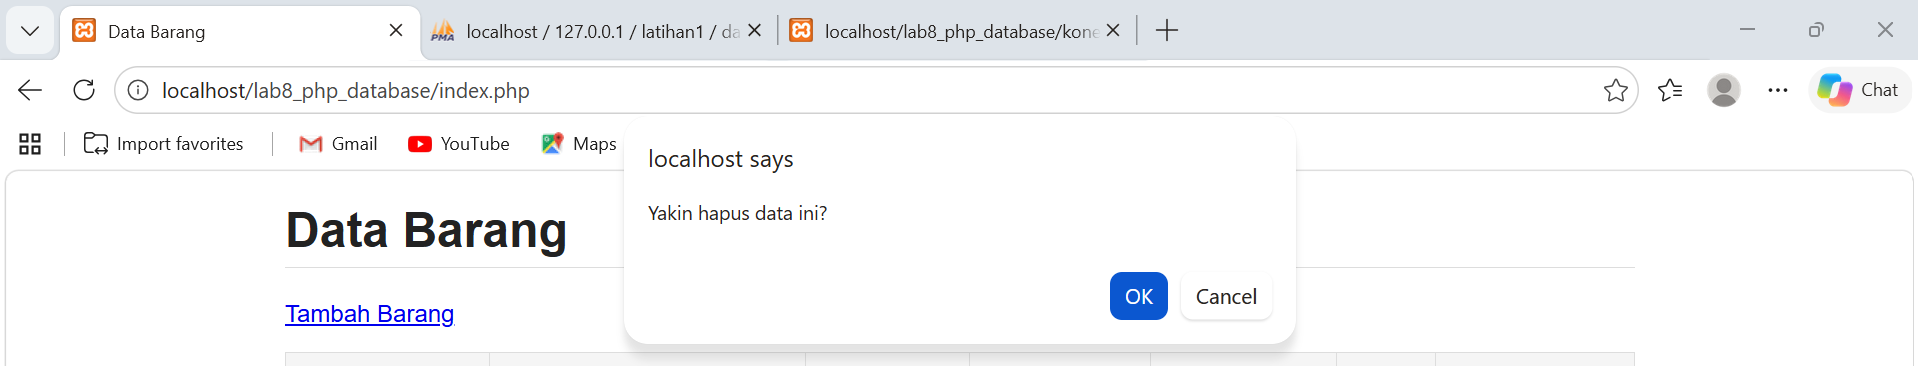 Data Barang
localhost / 127.0.0.1 / latihan1 / da
localhost/lab8_php_database/kone
localhost/lab8_php_database/index.php
Chat
Import favorites
Gmail
YouTube
Maps
localhost says
Yakin hapus data ini?
OK
Cancel
Data Barang
Tambah Barang